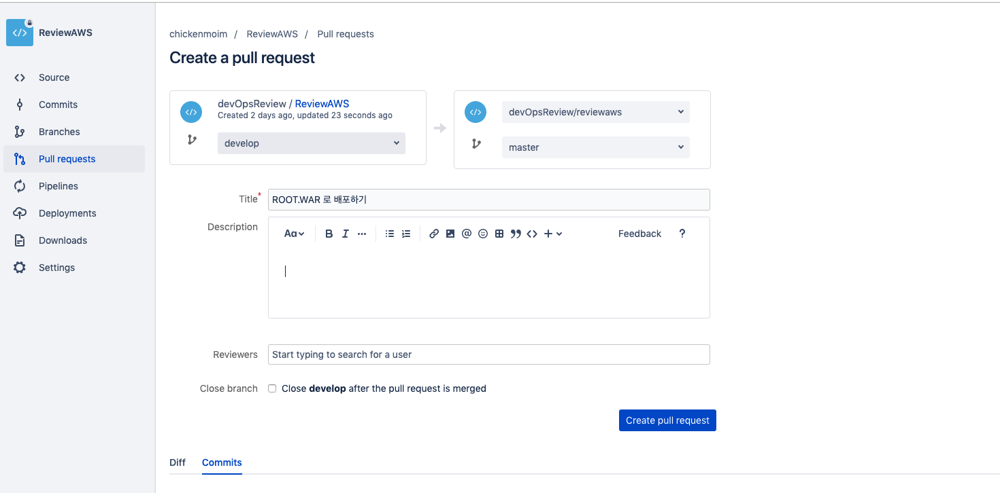 ReviewAWS
Source
Commits
Branches
Pull requests
Pipelines
Deployments
Downloads
Settings
chickenmoim / ReviewAWS / Pull requests
Create a pull request
devOpsReview / ReviewAWS
Created 2 days ago, updated 23 seconds ago
develop
devOpsReview/reviewaws
master
Title*
ROOT.WAR 로 배포하기
Description
Aa B I ••• @ + Feedback ?
Reviewers
Start typing to search for a user
Close branch
Close develop after the pull request is merged
Create pull request
Diff Commits